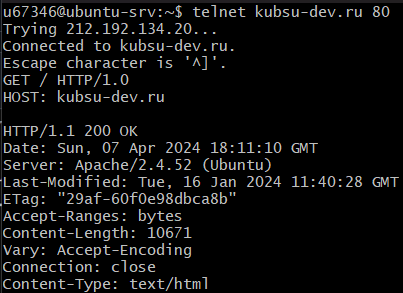 u67346@ubuntu-srv:~$ telnet kubsu-dev.ru 80
Trying 212.192.134.20...
Connected to kubsu-dev.ru.
Escape character is '^]'.
GET / HTTP/1.0
HOST: kubsu-dev.ru

HTTP/1.1 200 OK
Date: Sun, 07 Apr 2024 18:11:10 GMT
Server: Apache/2.4.52 (Ubuntu)
Last-Modified: Tue, 16 Jan 2024 11:40:28 GMT
ETag: "29af-60f0e98dbca8b"
Accept-Ranges: bytes
Content-Length: 10671
Vary: Accept-Encoding
Connection: close
Content-Type: text/html